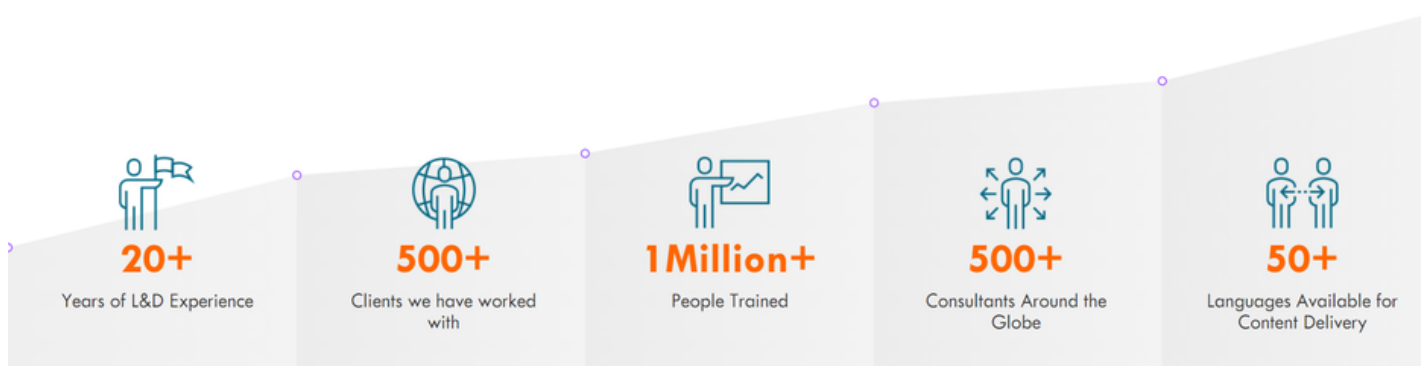 20+
Years of L&D Experience
500+
Clients we have worked
with
1Million+
People Trained
500+
Consultants Around the
Globe
50+
Languages Available for
Content Delivery